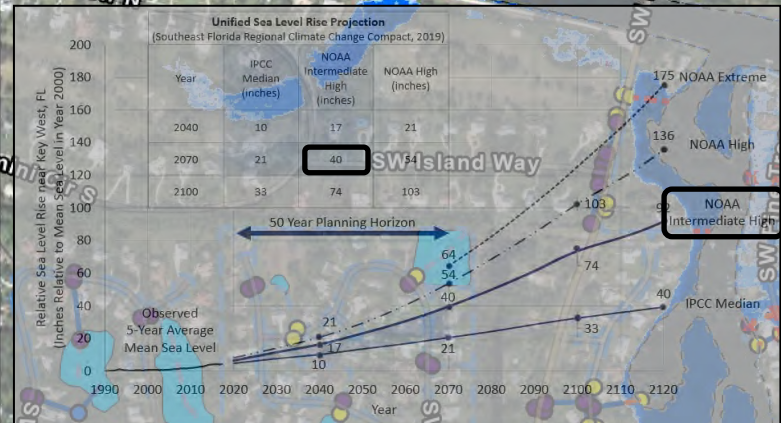 Unified Sea Level Rise Projection
(Southeast Florida Regional Climate Change Compact, 2019)
Year
IPCC
Median
(inches)
NOAA
Intermediate
High
(inches)
NOAA High
(inches)
2040 10 17 21
2070 21 40 54
2100 33 74 103
Relative Sea Level Rise near Key West, FL
(Inches Relative to Mean Sea Level in Year 2000)
200
180
160
140
120
100
80
60
40
20
0
50 Year Planning Horizon
Observed
5-Year Average
Mean Sea Level
21
17
10
64
54
40
21
103
74
33
175 NOAA Extreme
136
NOAA High
NOAA
Intermediate High
40
IPCC Median
1990 2000 2010 2020 2030 2040 2050 2060 2070 2080 2090 2100 2110 2120
Year
SW Island Way
SW
SW
SW